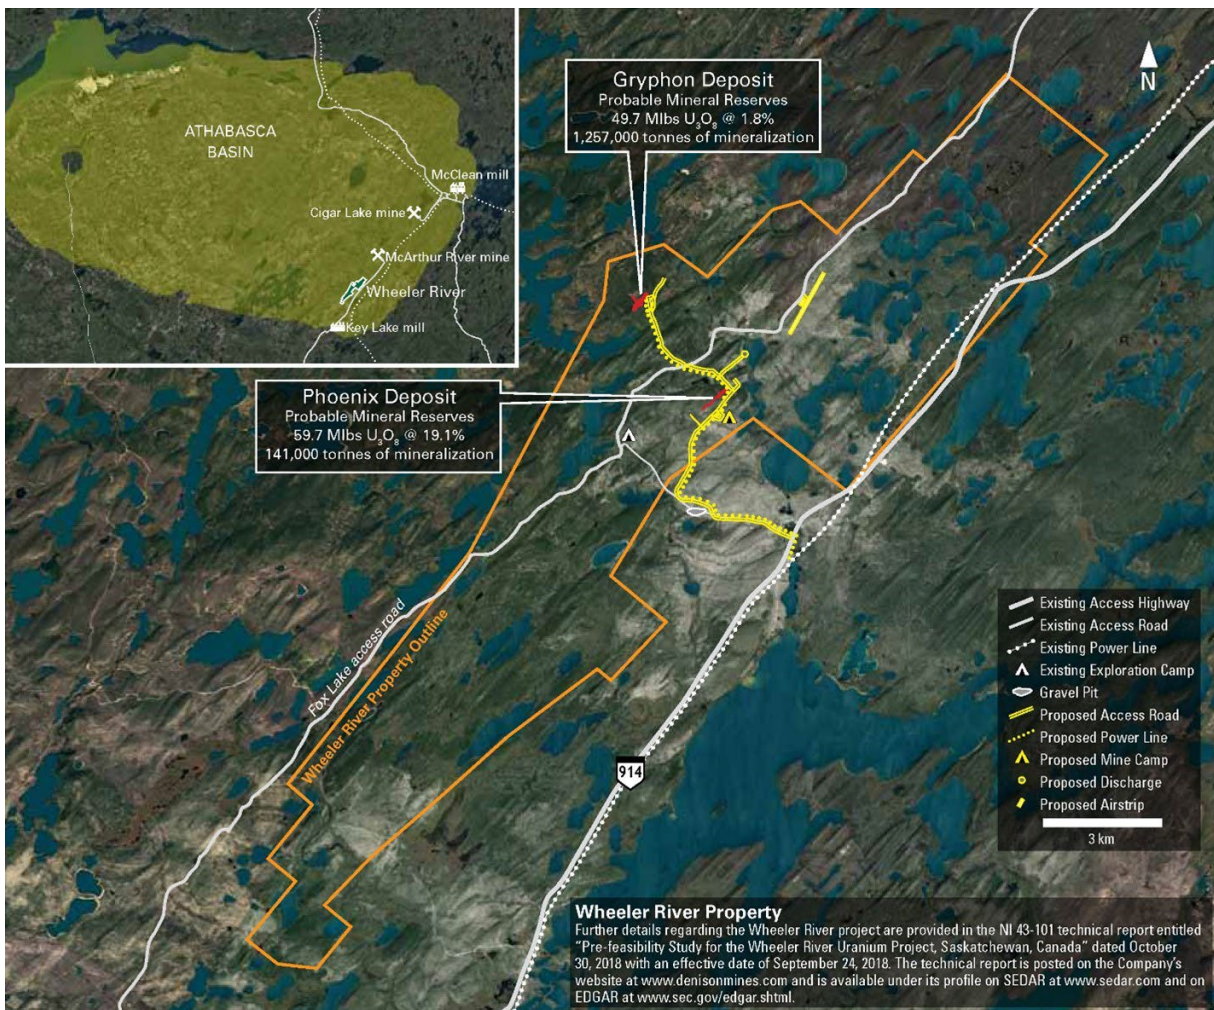 ATHABASCA
BASIN
McClean mill
Cigar Lake mine
McArthur River mine
Wheeler River
Key Lake mill
Gryphon Deposit
Probable Mineral Reserves
49.7 Mlbs U₃O₈ @ 1.8%
1,257,000 tonnes of mineralization
N
Phoenix Deposit
Probable Mineral Reserves
59.7 Mlbs U₃O₈ @ 19.1%
141,000 tonnes of mineralization
Fox Lake access road
Wheeler River Property Outline
914
Existing Access Highway
Existing Access Road
Existing Power Line
Existing Exploration Camp
Gravel Pit
Proposed Access Road
Proposed Power Line
Proposed Mine Camp
Proposed Discharge
Proposed Airstrip
3 km
Wheeler River Property
Further details regarding the Wheeler River project are provided in the NI 43-101 technical report entitled
"Pre-feasibility Study for the Wheeler River Uranium Project, Saskatchewan, Canada" dated October
30, 2018 with an effective date of September 24, 2018. The technical report is posted on the Company's
website at www.denisonmines.com and is available under its profile on SEDAR at www.sedar.com and on
EDGAR at www.sec.gov/edgar.shtml.